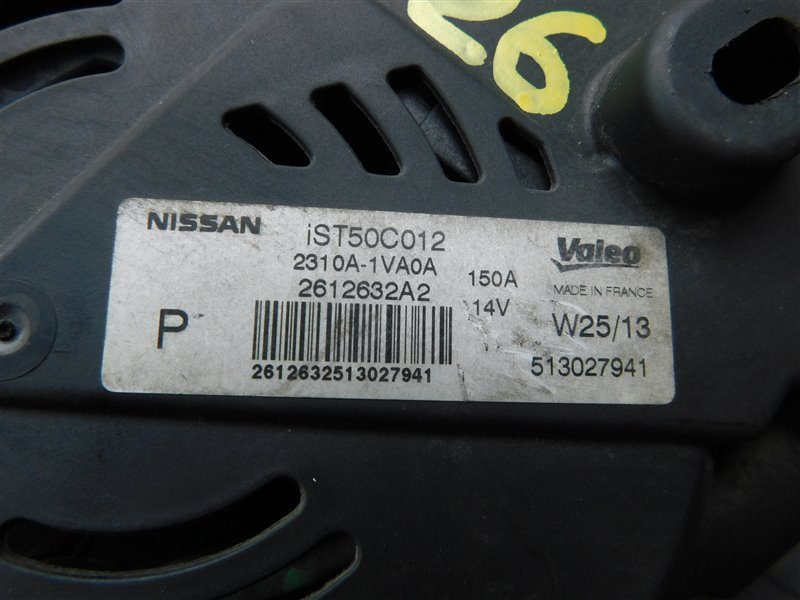 26
NISSAN iST50C012 Valeo
2310A-1VA0A 150A MADE IN FRANCE
2612632A2 14V
P W25/13
2612632513027941 513027941